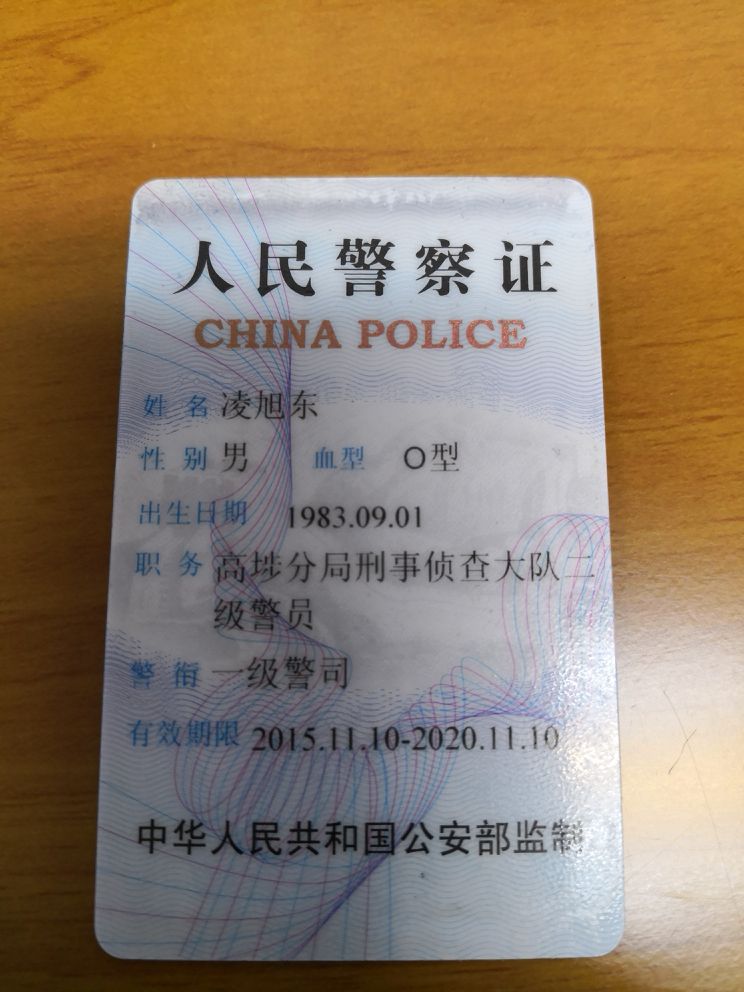 人民警察证
CHINA POLICE
姓 名 凌旭东
性 别 男 血型 O型
出生日期 1983.09.01
职 务 高埗分局刑事侦查大队二
级警员
警 衔 一级警司
有效期限 2015.11.10-2020.11.10
中华人民共和国公安部监制